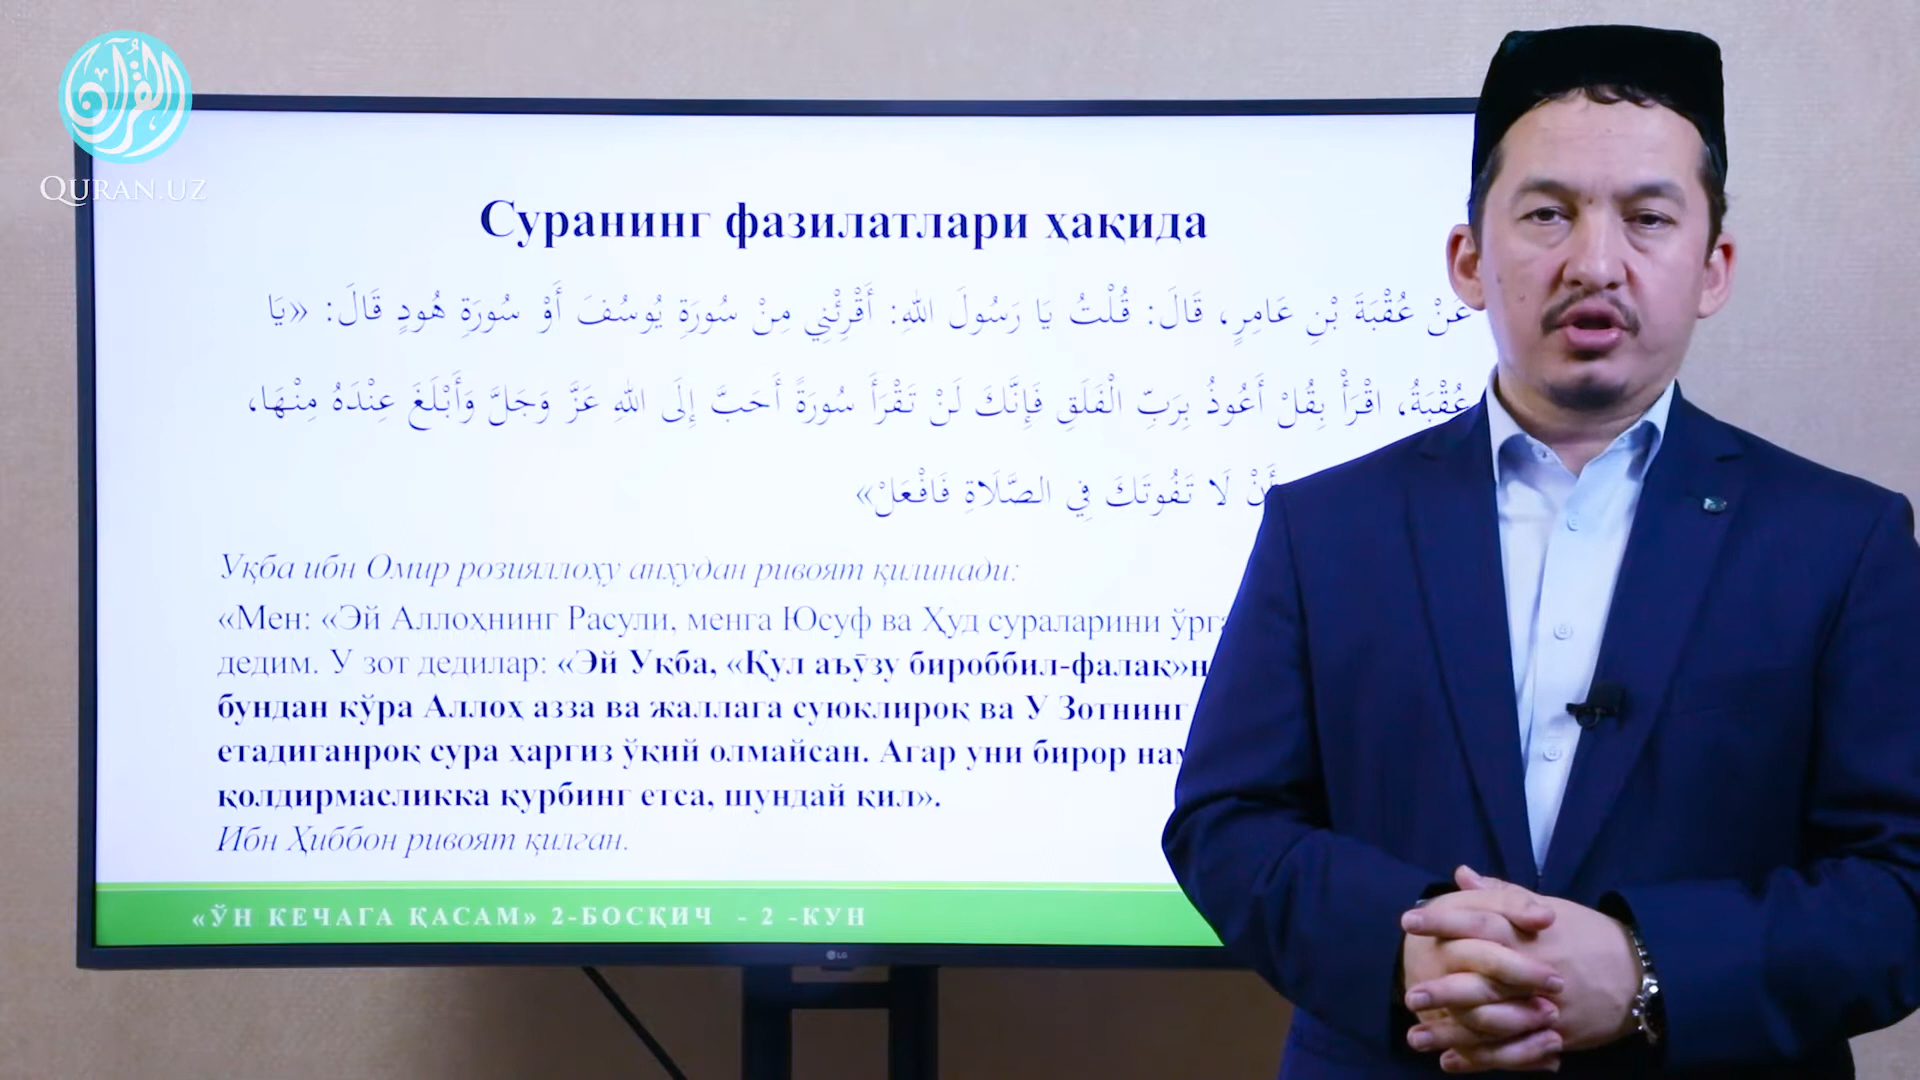 القرآن
QURAN.UZ
Суранинг фазилатлари ҳақида
عَنْ عُقْبَةَ بْنِ عَامِرٍ، قَالَ: قُلْتُ يَا رَسُولَ اللهِ: أَقْرِئْنِي مِنْ سُورَةِ يُوسُفَ أَوْ سُورَةِ هُودٍ قَالَ: «يَا
عُقْبَةُ، اقْرَأْ بِقُلْ أَعُوذُ بِرَبِّ الْفَلَقِ فَإِنَّكَ لَنْ تَقْرَأَ سُورَةً أَحَبَّ إِلَى اللهِ عَزَّ وَجَلَّ وَأَبْلَغَ عِنْدَهُ مِنْهَا،
أَنْ لَا تَفُوتَكَ فِي الصَّلَاةِ فَافْعَلْ»
Уқба ибн Омир розияллоҳу анҳудан ривоят қилинади:
«Мен: «Эй Аллоҳнинг Расули, менга Юсуф ва Ҳуд сураларини
дедим. У зот дедилар: «Эй Уқба, «Қул аъӯзу бироббил-фалақ»
бундан кўра Аллоҳ азза ва жаллага суюклироқ ва У Зотнинг
етадиганроқ сура ҳаргиз ўқий олмайсан. Агар уни бирор
қолдирмасликка қурбинг етса, шундай қил».
Ибн Ҳиббон ривоят қилган.
«ЎН КЕЧАГА ҚАСАМ» 2-БОСҚИЧ - 2 -КУН
LG